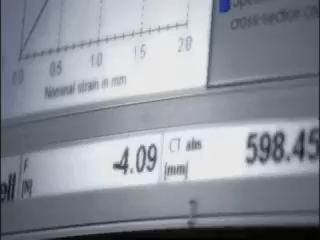 cross-section
0.0 0.5 1.0 1.5 2.0
Nominal strain in mm
F
[N]
-4.09
CT abs
[mm]
598.45